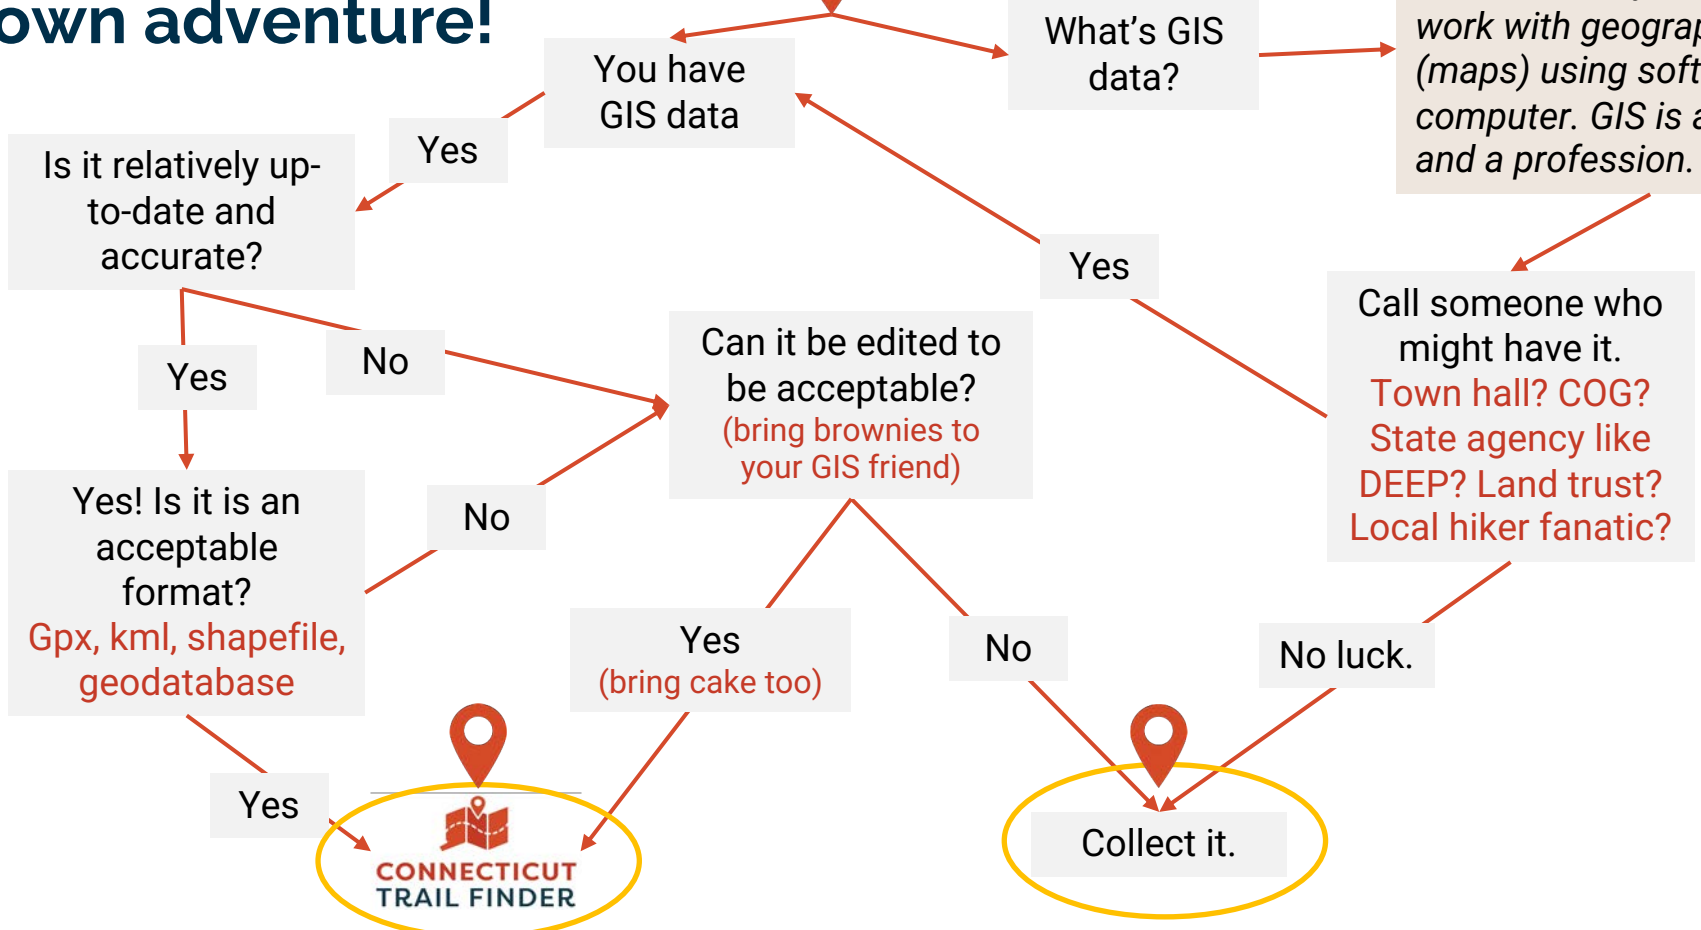 own adventure!
You have
GIS data
What's GIS
data?
work with
(maps) using
computer. GIS is
and a profession.
Yes
Is it relatively up-
to-date and
accurate?
Yes
No
Yes
Can it be edited to
be acceptable?
(bring brownies to
your GIS friend)
Call someone who
might have it.
Town hall? COG?
State agency like
DEEP? Land trust?
Local hiker fanatic?
Yes! Is it is an
acceptable
format?
Gpx, kml, shapefile,
geodatabase
No
Yes
(bring cake too)
No
No luck.
Yes
CONNECTICUT
TRAIL FINDER
Collect it.